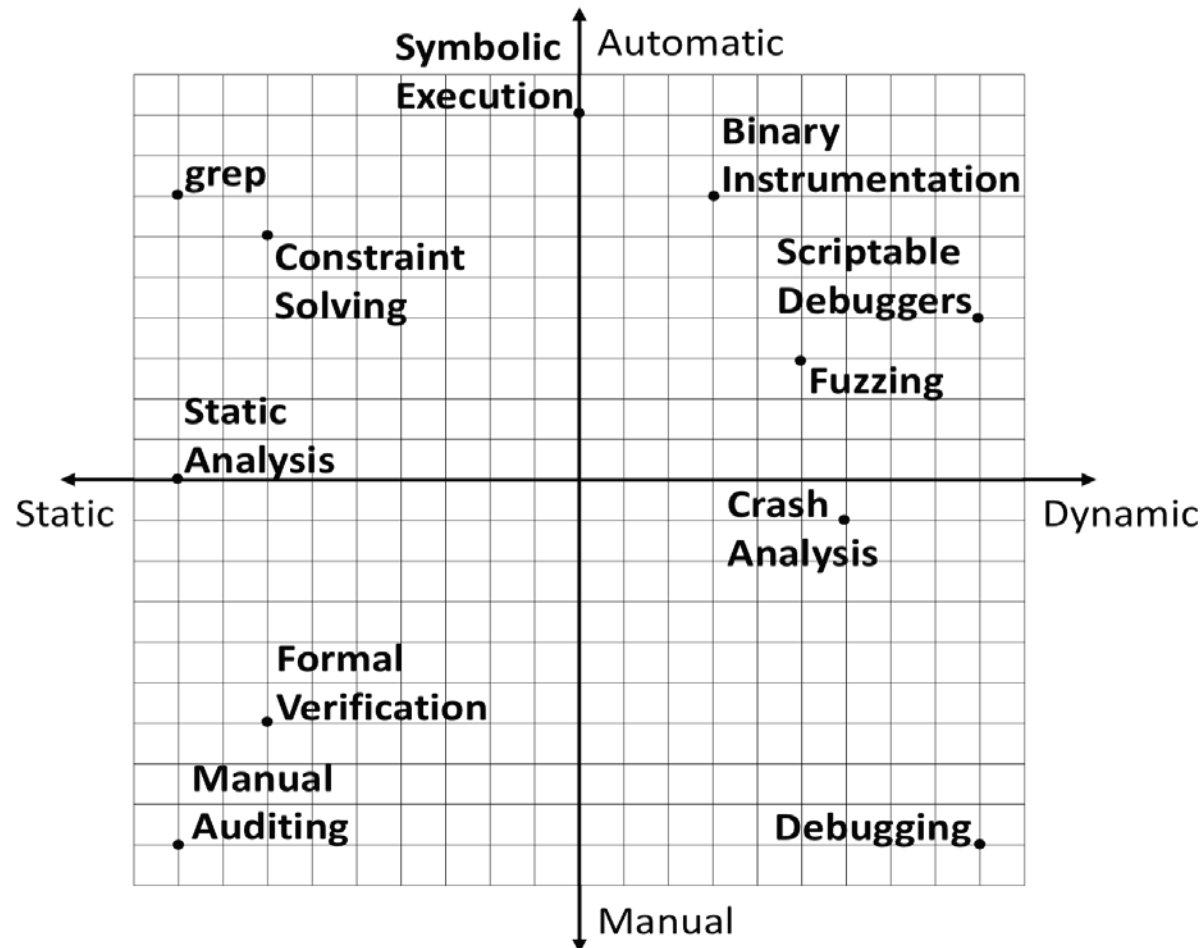 Symbolic
Execution
Automatic
Binary
Instrumentation
grep
Constraint
Solving
Scriptable
Debuggers
Fuzzing
Static
Analysis
Static
Dynamic
Crash
Analysis
Formal
Verification
Manual
Auditing
Debugging
Manual